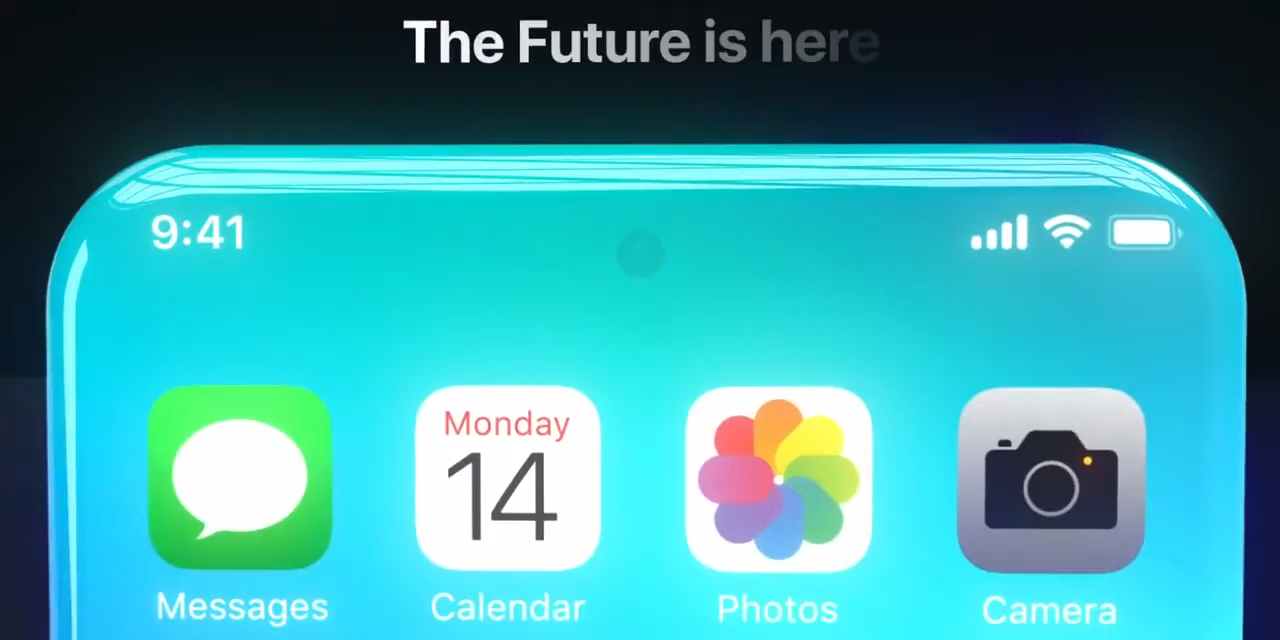 The Future is here
9:41
Monday
14
Messages
Calendar
Photos
Camera